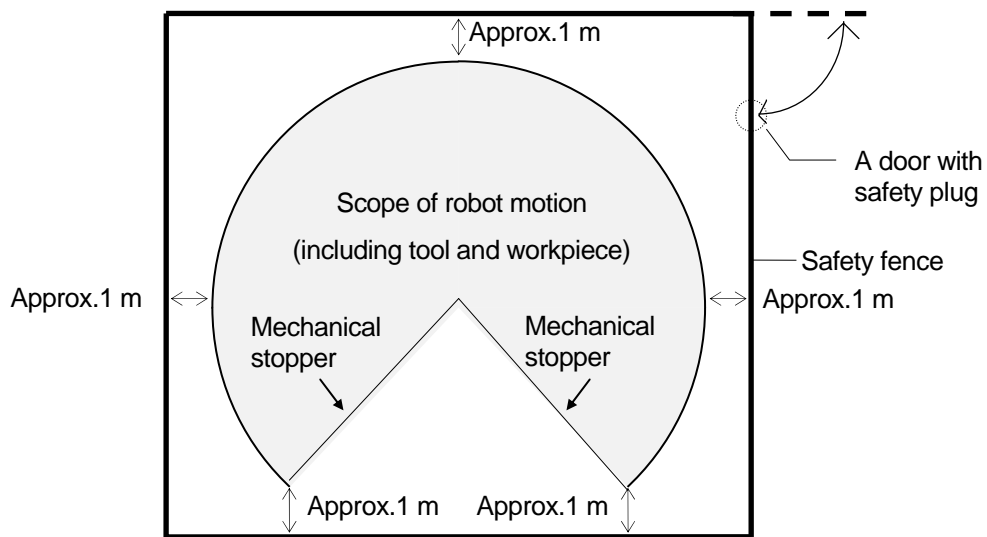 Approx.1 m
A door with
safety plug
Scope of robot motion
(including tool and workpiece)
Safety fence
Approx.1 m
Approx.1 m
Mechanical
stopper
Mechanical
stopper
Approx.1 m
Approx.1 m